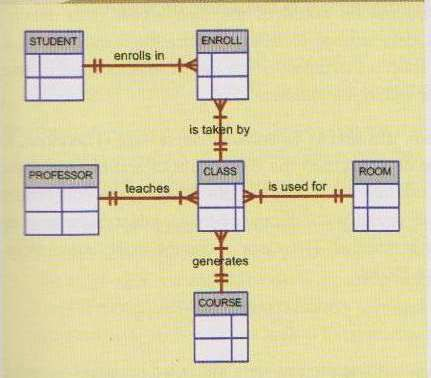 STUDENT
enrolls in
ENROLL
is taken by
PROFESSOR
teaches
CLASS
is used for
ROOM
generates
COURSE